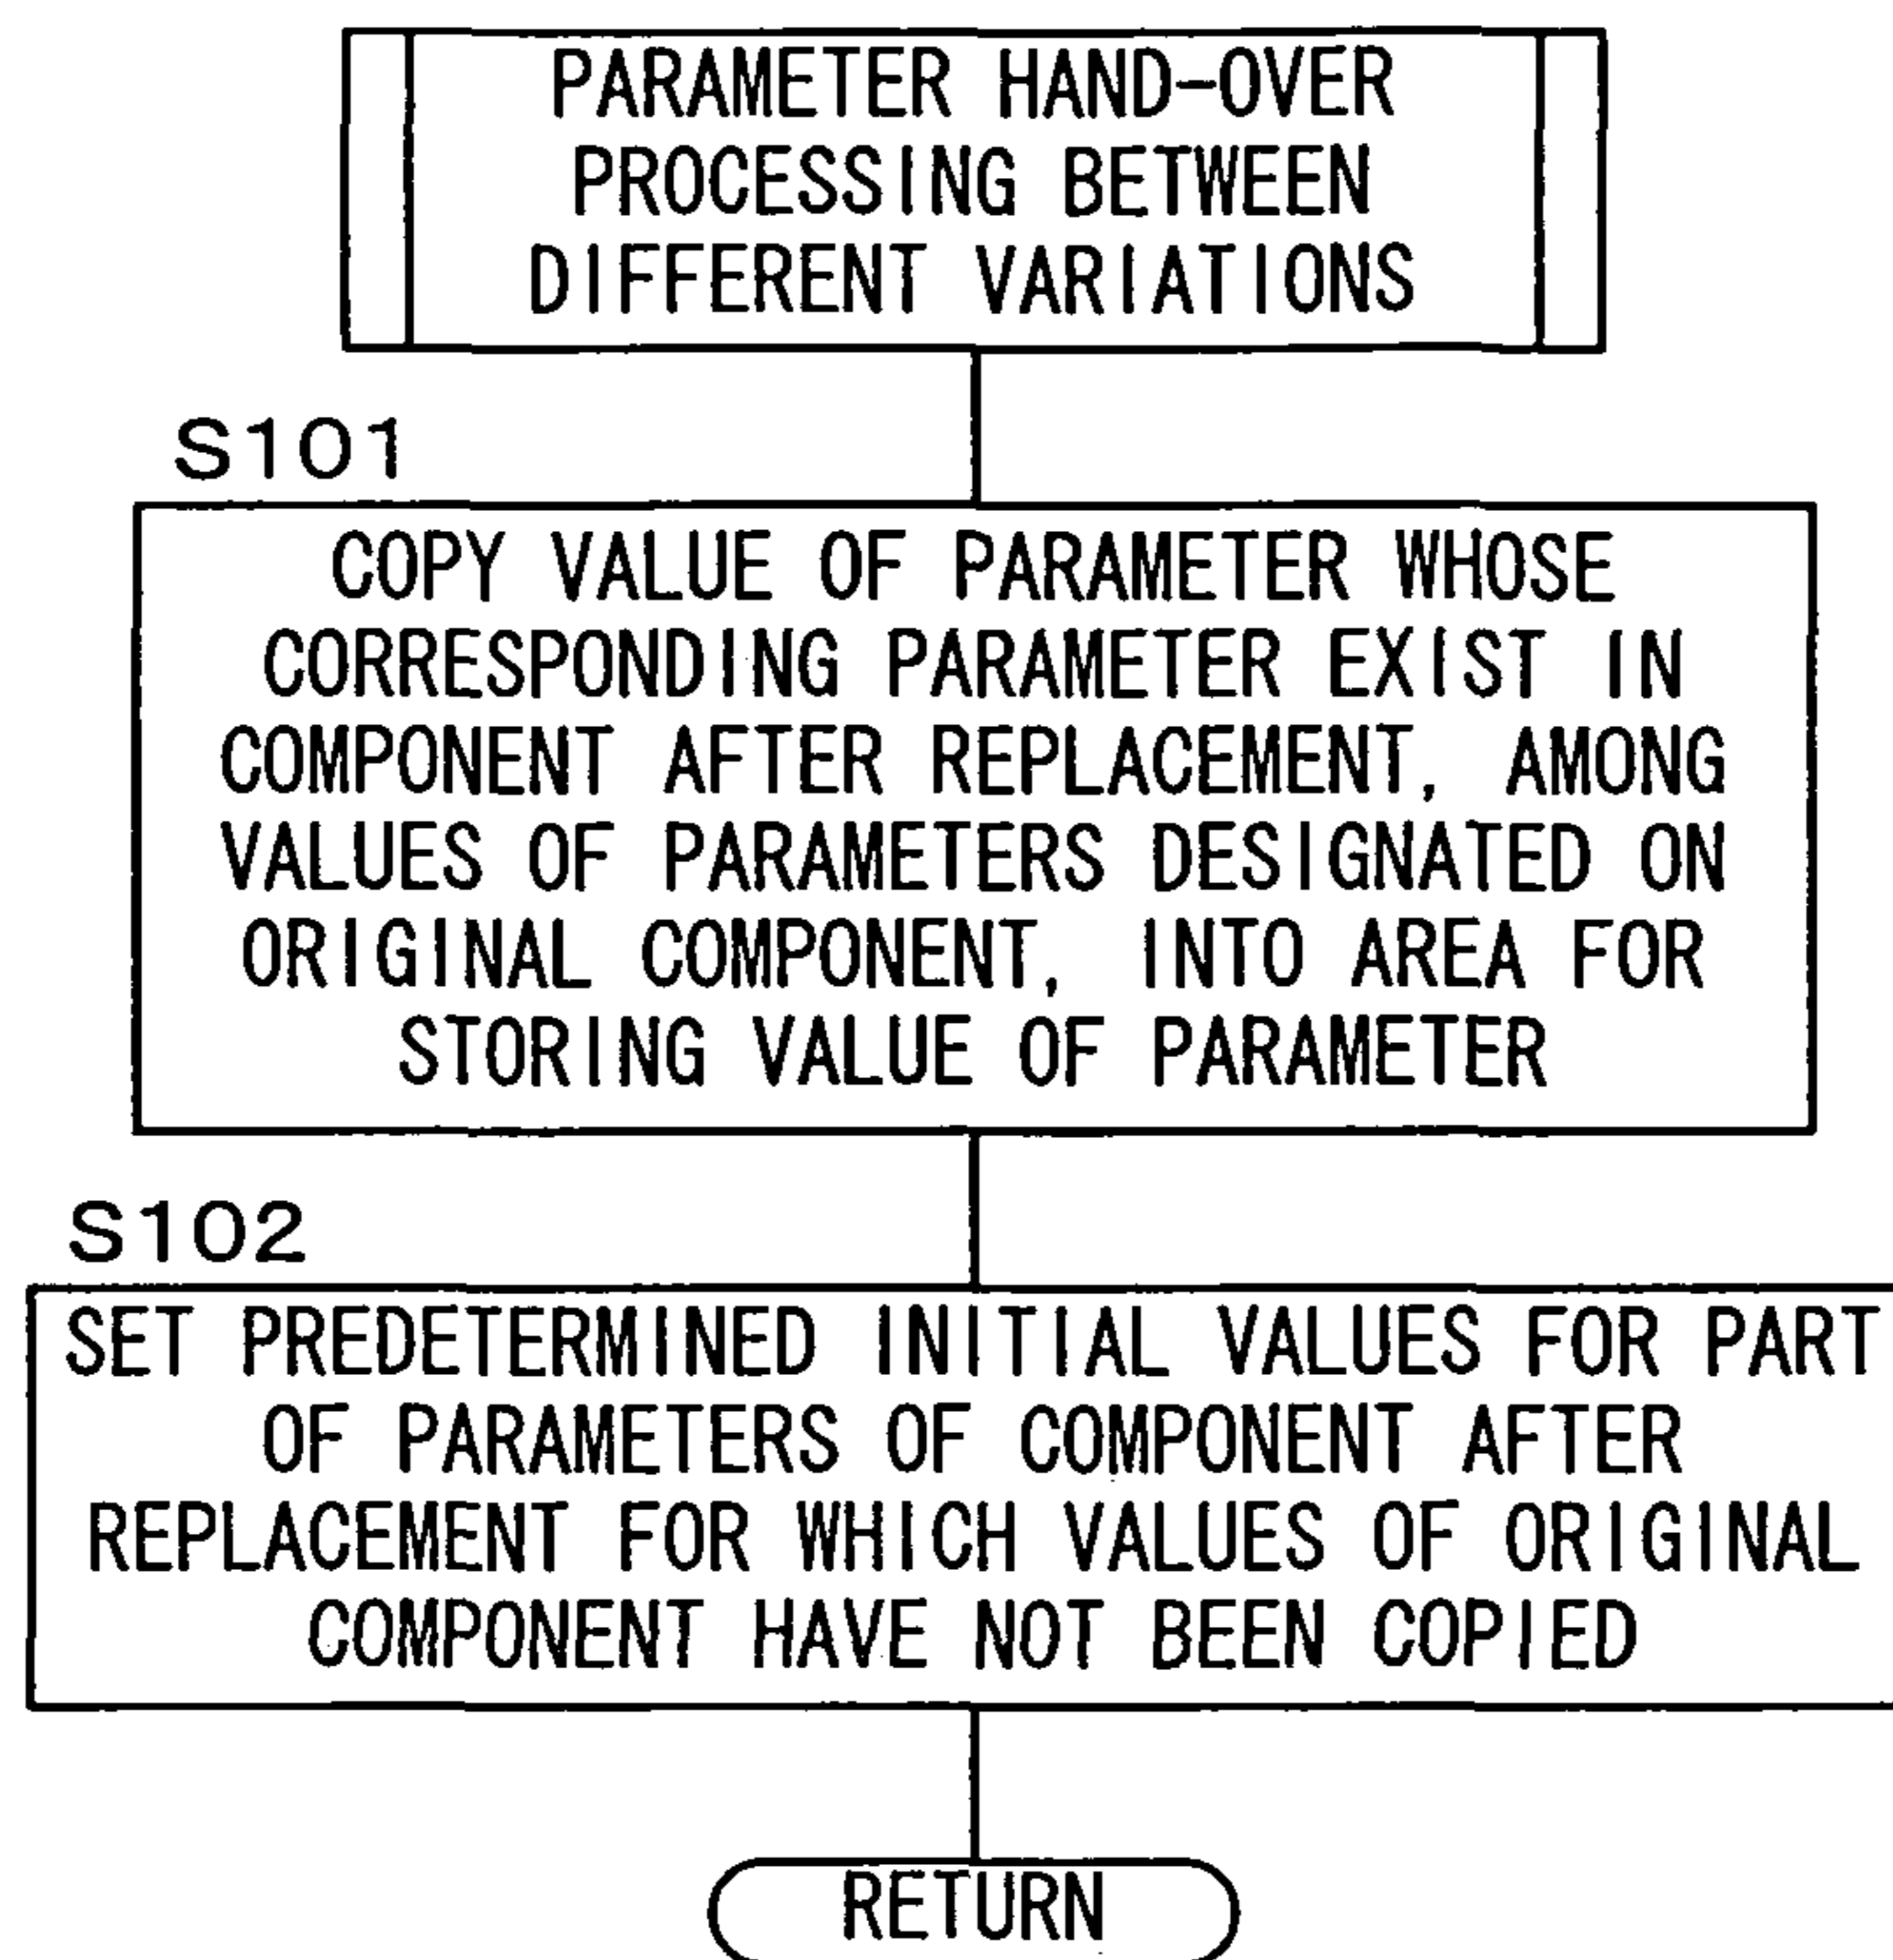 PARAMETER HAND-OVER
PROCESSING BETWEEN
DIFFERENT VARIATIONS
S101
COPY VALUE OF PARAMETER WHOSE
CORRESPONDING PARAMETER EXIST IN
COMPONENT AFTER REPLACEMENT, AMONG
VALUES OF PARAMETERS DESIGNATED ON
ORIGINAL COMPONENT, INTO AREA FOR
STORING VALUE OF PARAMETER
S102
SET PREDETERMINED INITIAL VALUES FOR PART
OF PARAMETERS OF COMPONENT AFTER
REPLACEMENT FOR WHICH VALUES OF ORIGINAL
COMPONENT HAVE NOT BEEN COPIED
RETURN